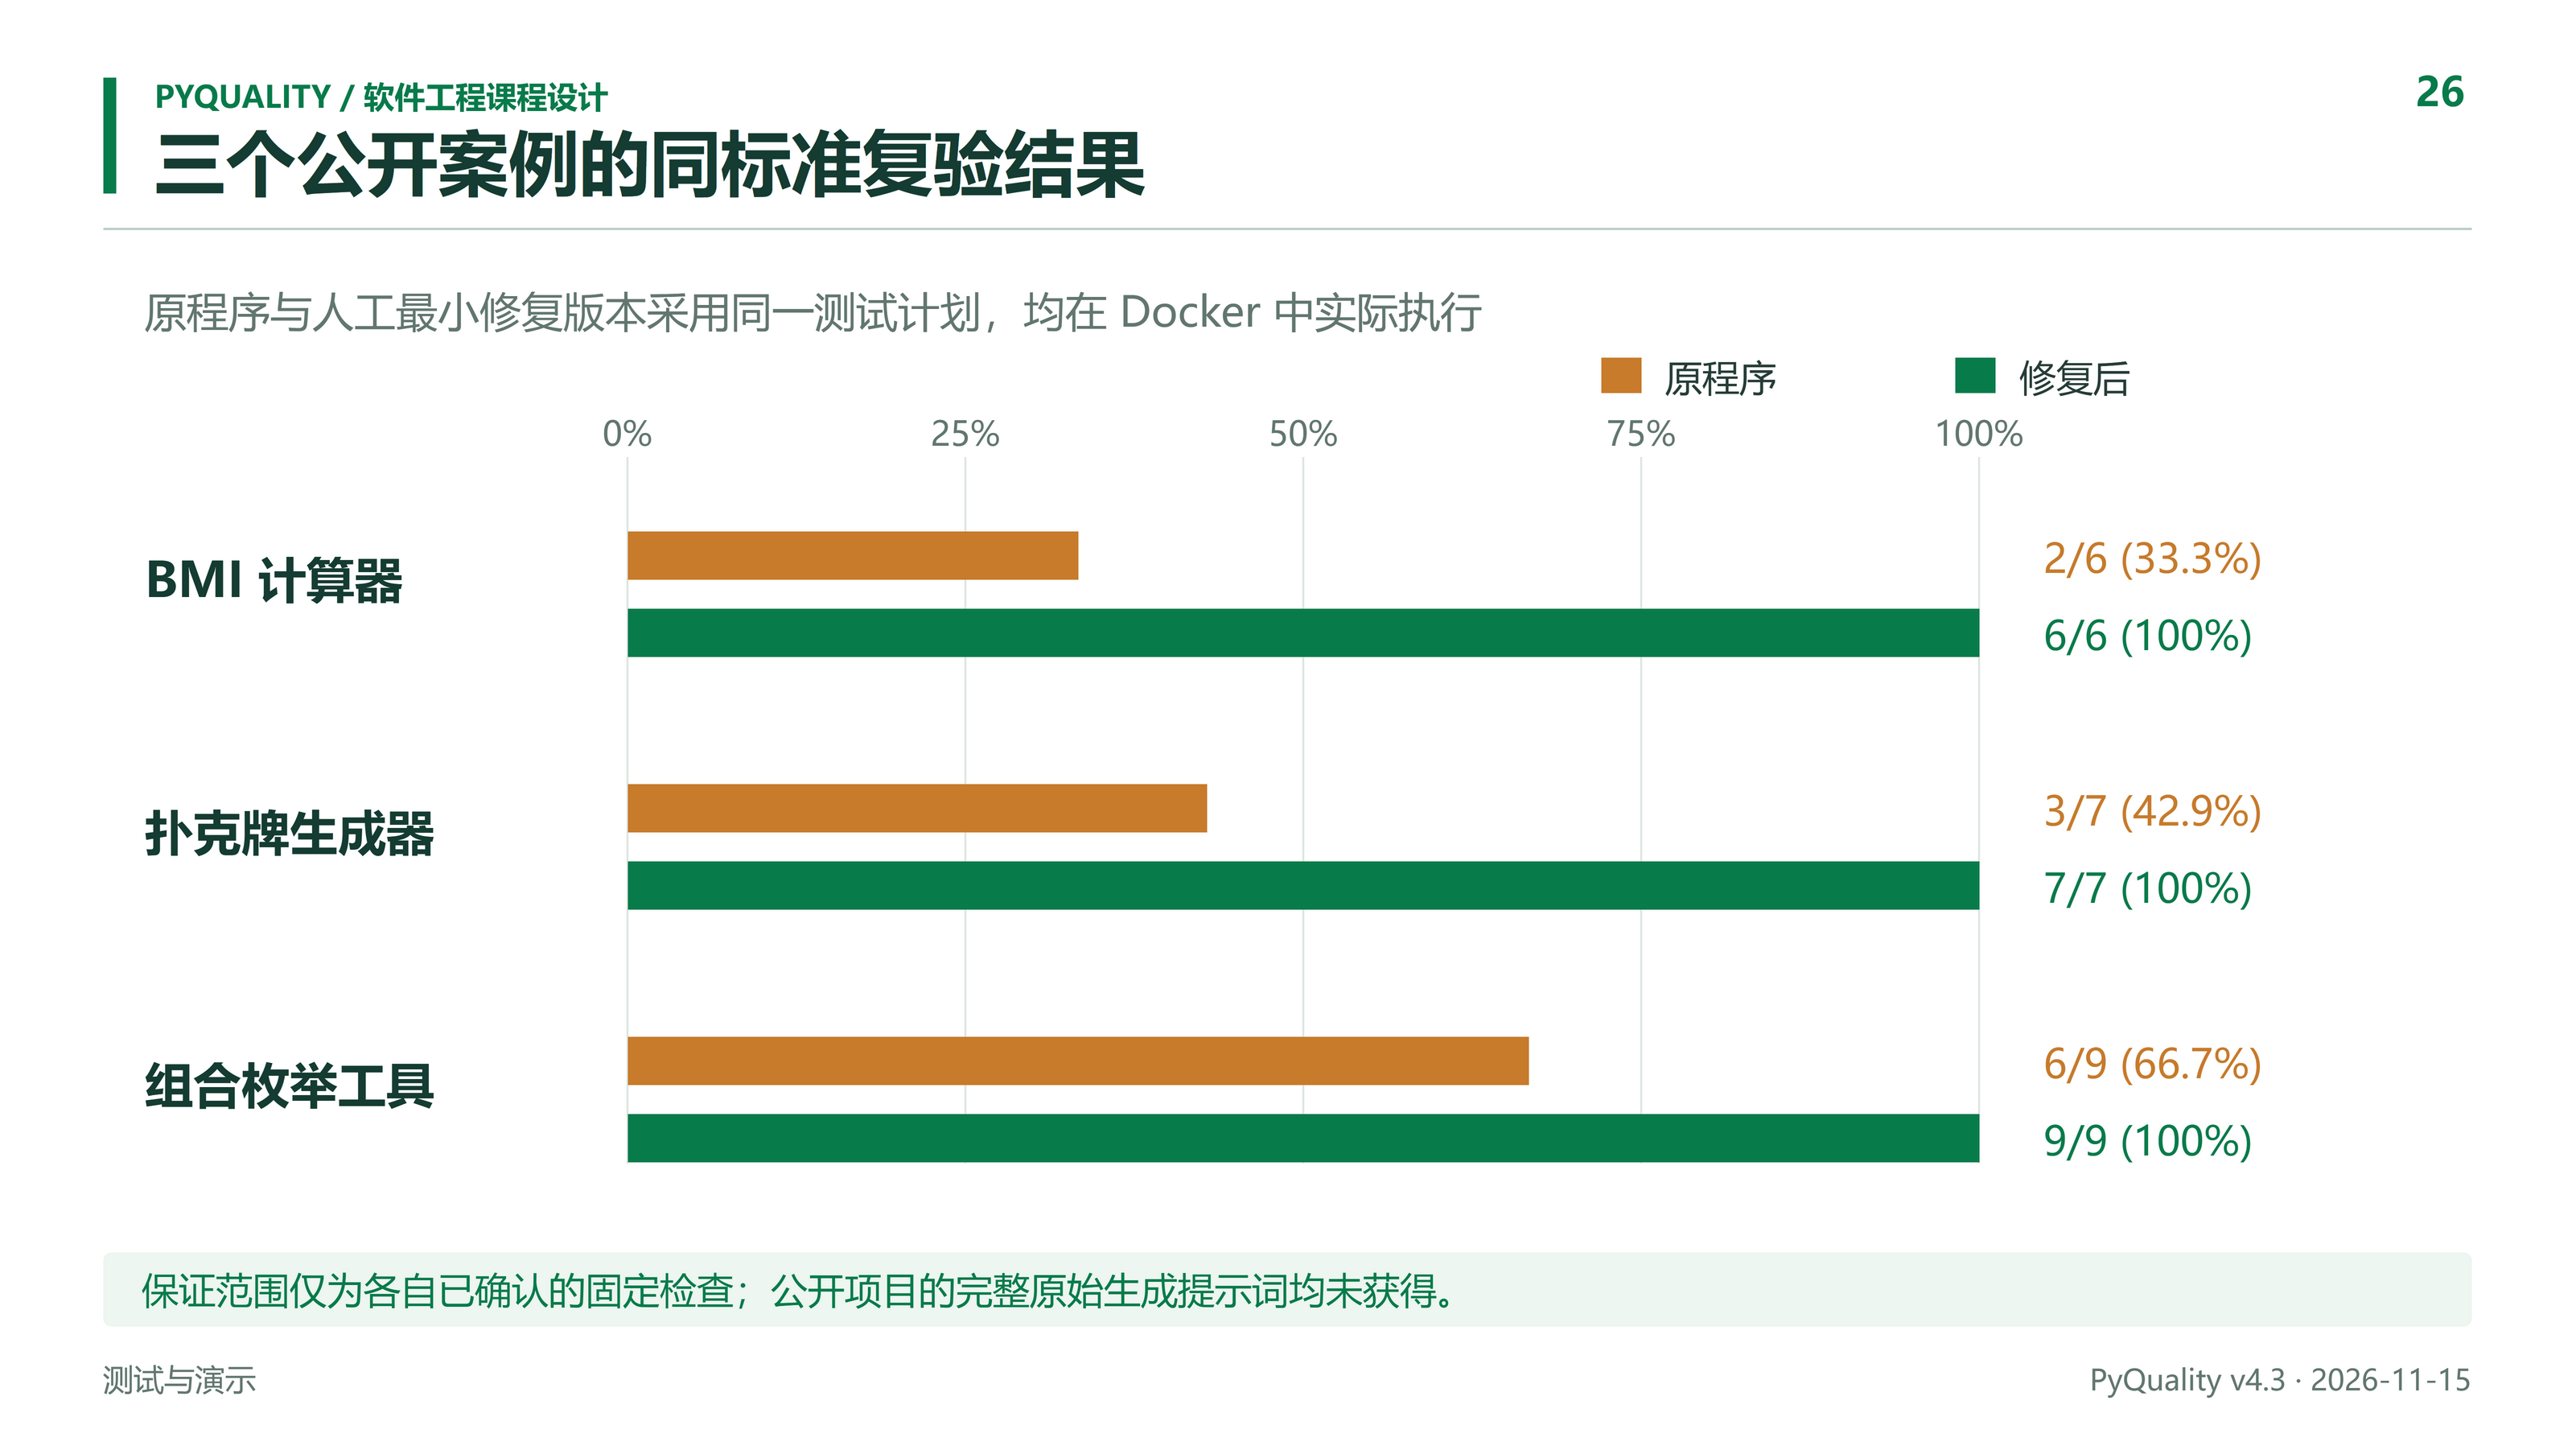 PYQUALITY / 软件工程课程设计
26
三个公开案例的同标准复验结果
原程序与人工最小修复版本采用同一测试计划，均在 Docker 中实际执行
原程序
修复后
0%
25%
50%
75%
100%
BMI 计算器
2/6 (33.3%)
6/6 (100%)
扑克牌生成器
3/7 (42.9%)
7/7 (100%)
组合枚举工具
6/9 (66.7%)
9/9 (100%)
保证范围仅为各自已确认的固定检查；公开项目的完整原始生成提示词均未获得。
测试与演示
PyQuality v4.3 · 2026-11-15